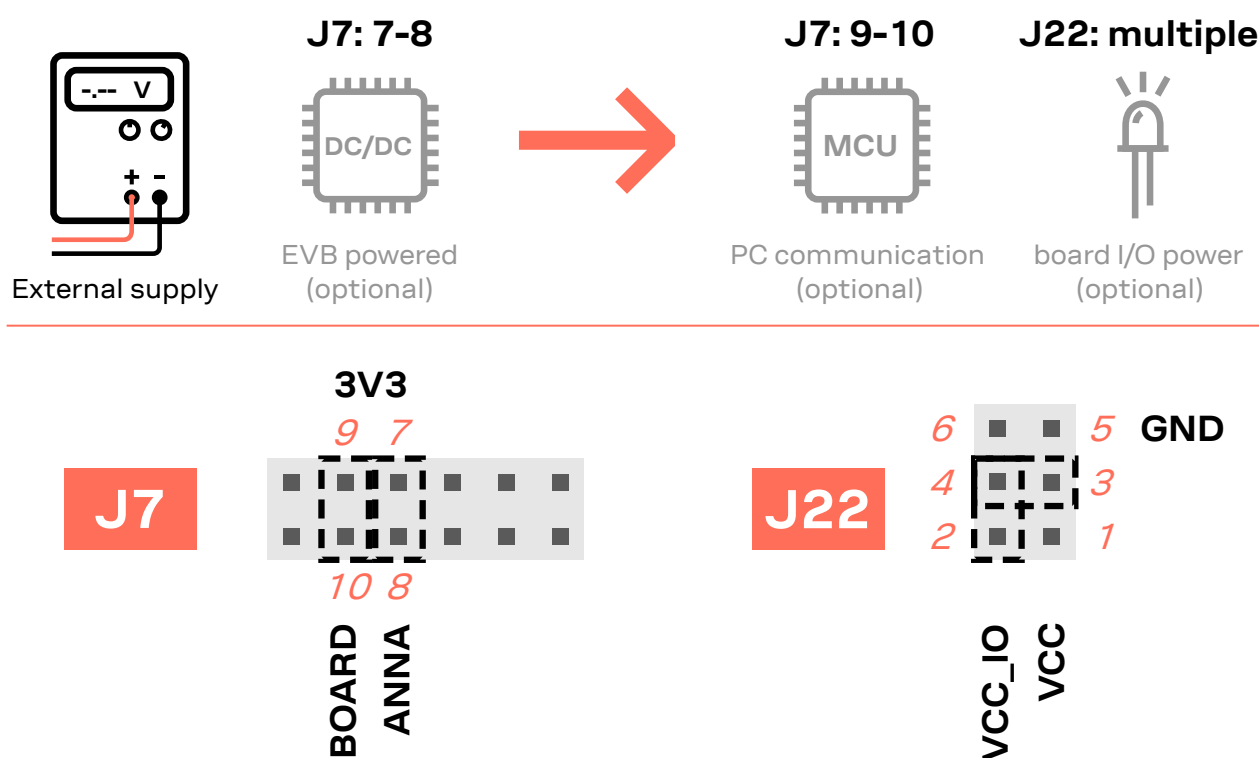 J7: 7-8
J7: 9-10
J22: multiple
-.-- V
DC/DC
MCU
+ -
External supply
EVB powered
(optional)
PC communication
(optional)
board I/O power
(optional)
3V3
9 7
J7
10 8
BOARD
ANNA
J22
6 5 GND
4 3
2 1
VCC_IO
VCC